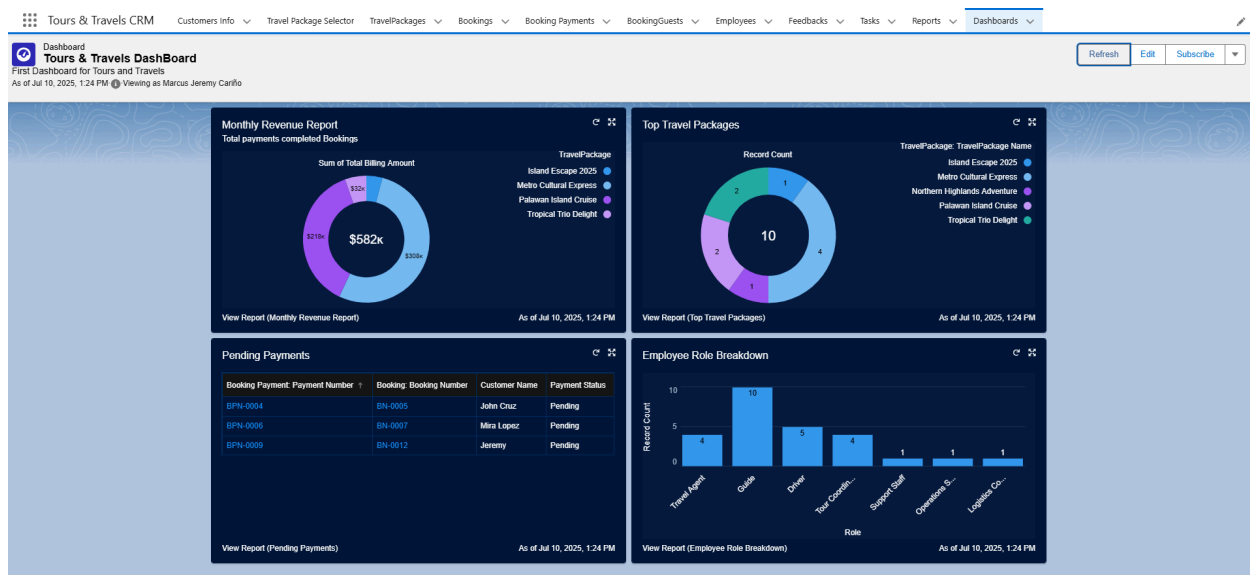 Tours & Travels CRM
Customers Info
Travel Package Selector
TravelPackages
Bookings
Booking Payments
BookingGuests
Employees
Feedbacks
Tasks
Reports
Dashboards
Dashboard
Tours & Travels DashBoard
First Dashboard for Tours and Travels
As of Jul 10, 2025, 1:24 PM Viewing as Marcus Jeremy Cariño
Refresh
Edit
Subscribe
Monthly Revenue Report
Total payments completed Bookings
Sum of Total Billing Amount
TravelPackage
Island Escape 2025
Metro Cultural Express
Palawan Island Cruise
Tropical Trio Delight
$32K
$218K
$582K
$308K
View Report (Monthly Revenue Report)
As of Jul 10, 2025, 1:24 PM
Top Travel Packages
Record Count
TravelPackage: TravelPackage Name
Island Escape 2025
Metro Cultural Express
Northern Highlands Adventure
Palawan Island Cruise
Tropical Trio Delight
1
2
10
2
4
1
View Report (Top Travel Packages)
As of Jul 10, 2025, 1:24 PM
Pending Payments
Booking Payment: Payment Number ↑ Booking: Booking Number Customer Name Payment Status
BPN-0004 BN-0005 John Cruz Pending
BPN-0006 BN-0007 Mira Lopez Pending
BPN-0009 BN-0012 Jeremy Pending
View Report (Pending Payments)
As of Jul 10, 2025, 1:24 PM
Employee Role Breakdown
Record Count
10
5
0
4
10
5
4
1
1
1
Travel Agent
Guide
Driver
Tour Coordin...
Support Staff
Operations S...
Logistics Co...
Role
View Report (Employee Role Breakdown)
As of Jul 10, 2025, 1:24 PM